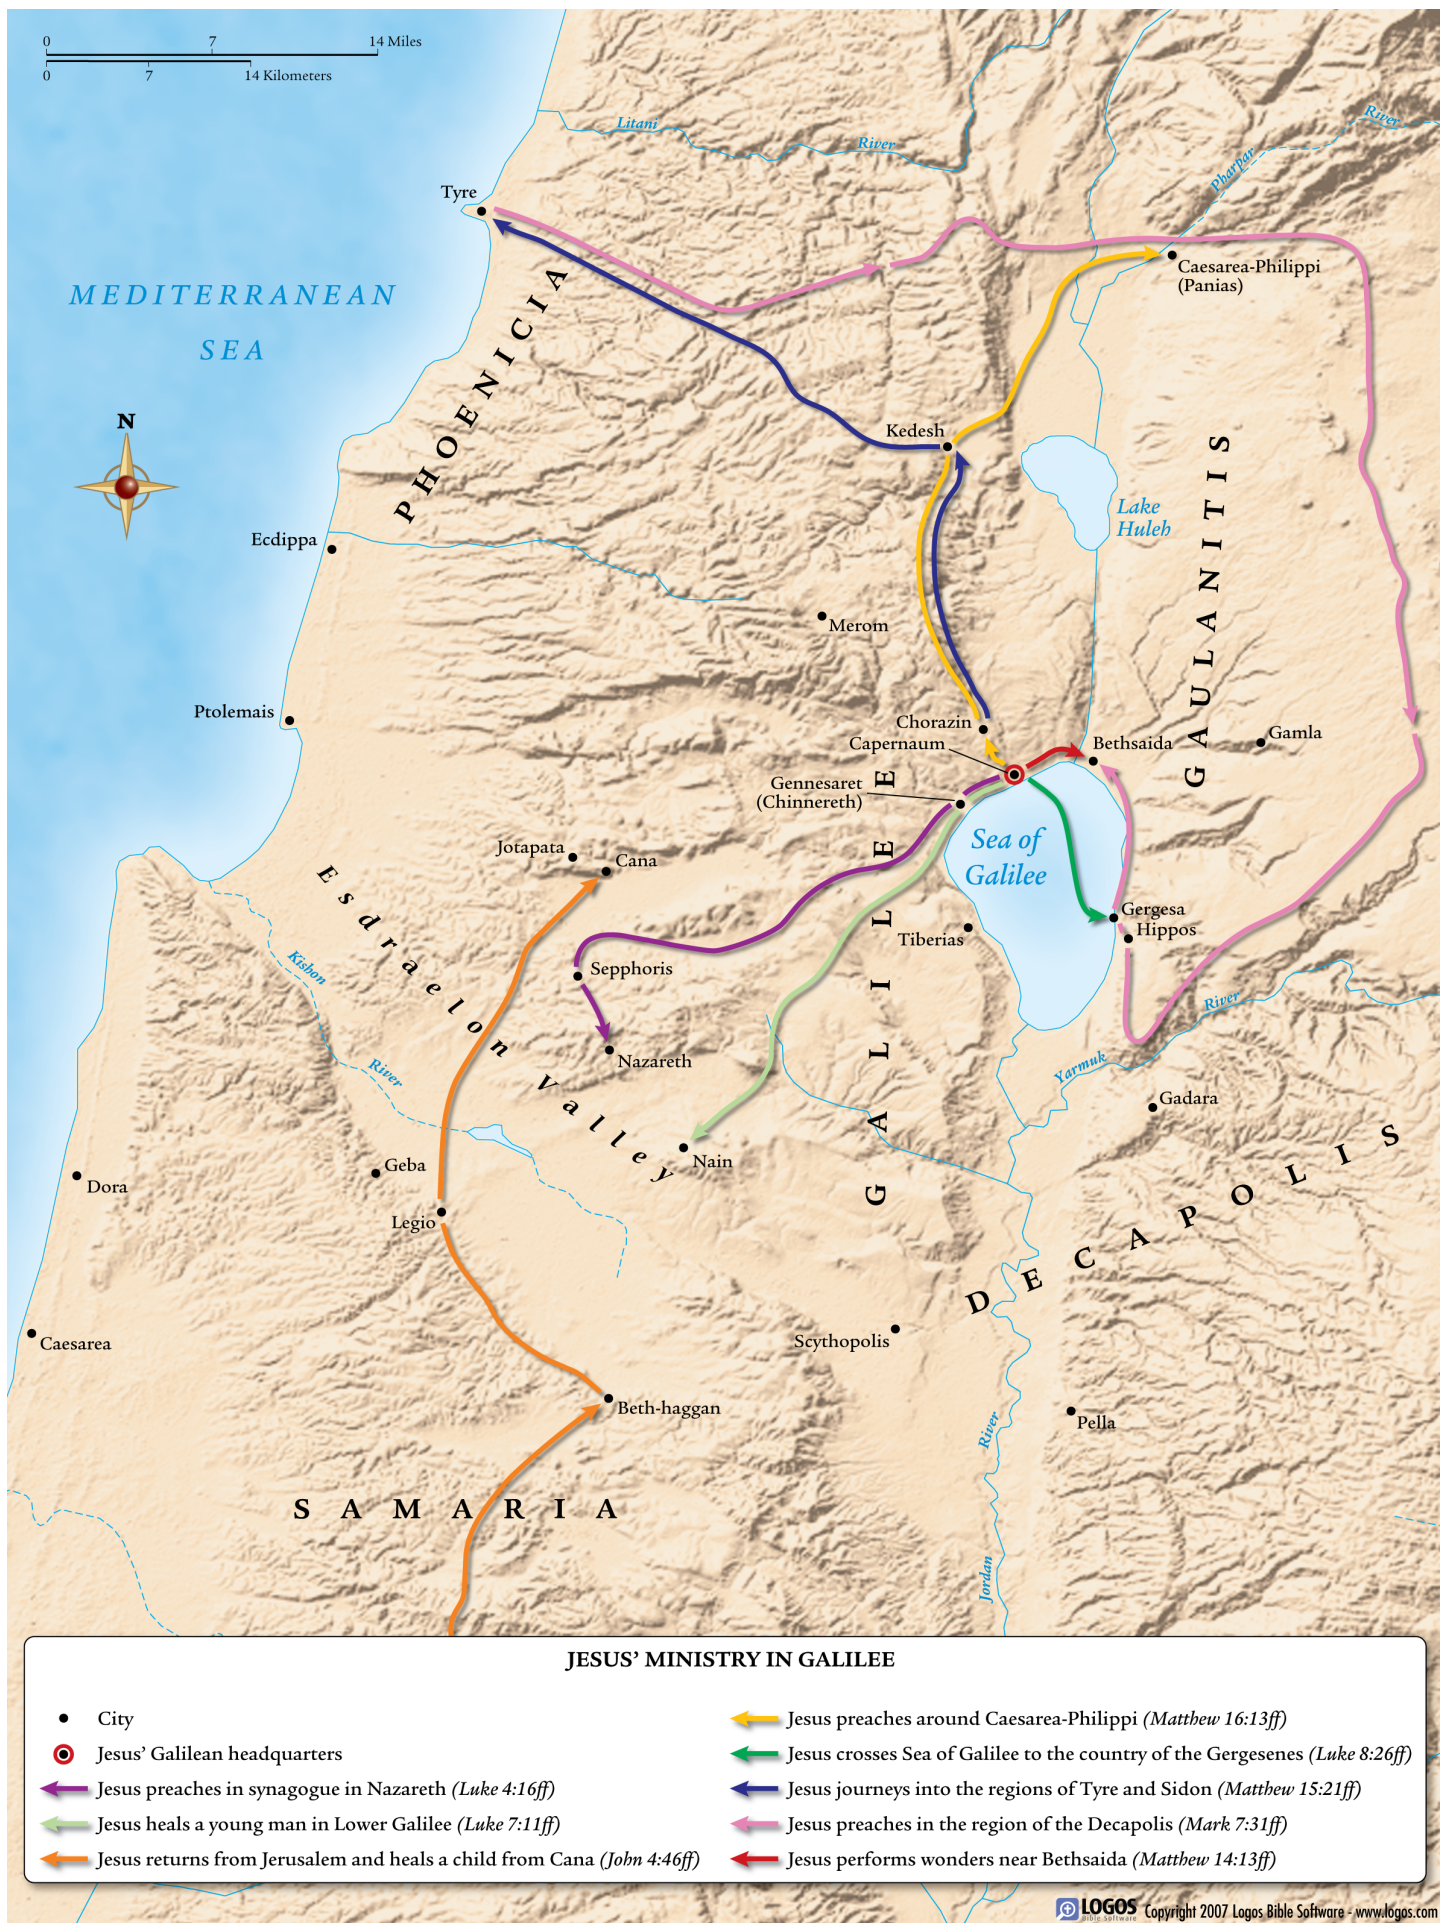 0 7 14 Miles
0 7 14 Kilometers
Litani
River
Pharpar
River
Tyre
MEDITERRANEAN
SEA
PHOENICIA
Caesarea-Philippi
(Panias)
N
Kedesh
Lake
Huleh
GAULANITIS
Ecdippa
Merom
Ptolemais
Chorazin
Capernaum
Bethsaida
Gamla
Gennesaret
(Chinnereth)
Sea of
Galilee
GALILEE
Jotapata
Cana
Esdraelon Valley
Gergesa
Hippos
Tiberias
Kishon
River
Sepphoris
Nazareth
Yarmuk
River
Gadara
Nain
Geba
Dora
Legio
DECAPOLIS
Caesarea
Scythopolis
Beth-haggan
Pella
SAMARIA
Jordan
River
JESUS’ MINISTRY IN GALILEE
City
Jesus’ Galilean headquarters
Jesus preaches in synagogue in Nazareth (Luke 4:16ff)
Jesus heals a young man in Lower Galilee (Luke 7:11ff)
Jesus returns from Jerusalem and heals a child from Cana (John 4:46ff)
Jesus preaches around Caesarea-Philippi (Matthew 16:13ff)
Jesus crosses Sea of Galilee to the country of the Gergesenes (Luke 8:26ff)
Jesus journeys into the regions of Tyre and Sidon (Matthew 15:21ff)
Jesus preaches in the region of the Decapolis (Mark 7:31ff)
Jesus performs wonders near Bethsaida (Matthew 14:13ff)
LOGOS
Bible Software
Copyright 2007 Logos Bible Software - www.logos.com